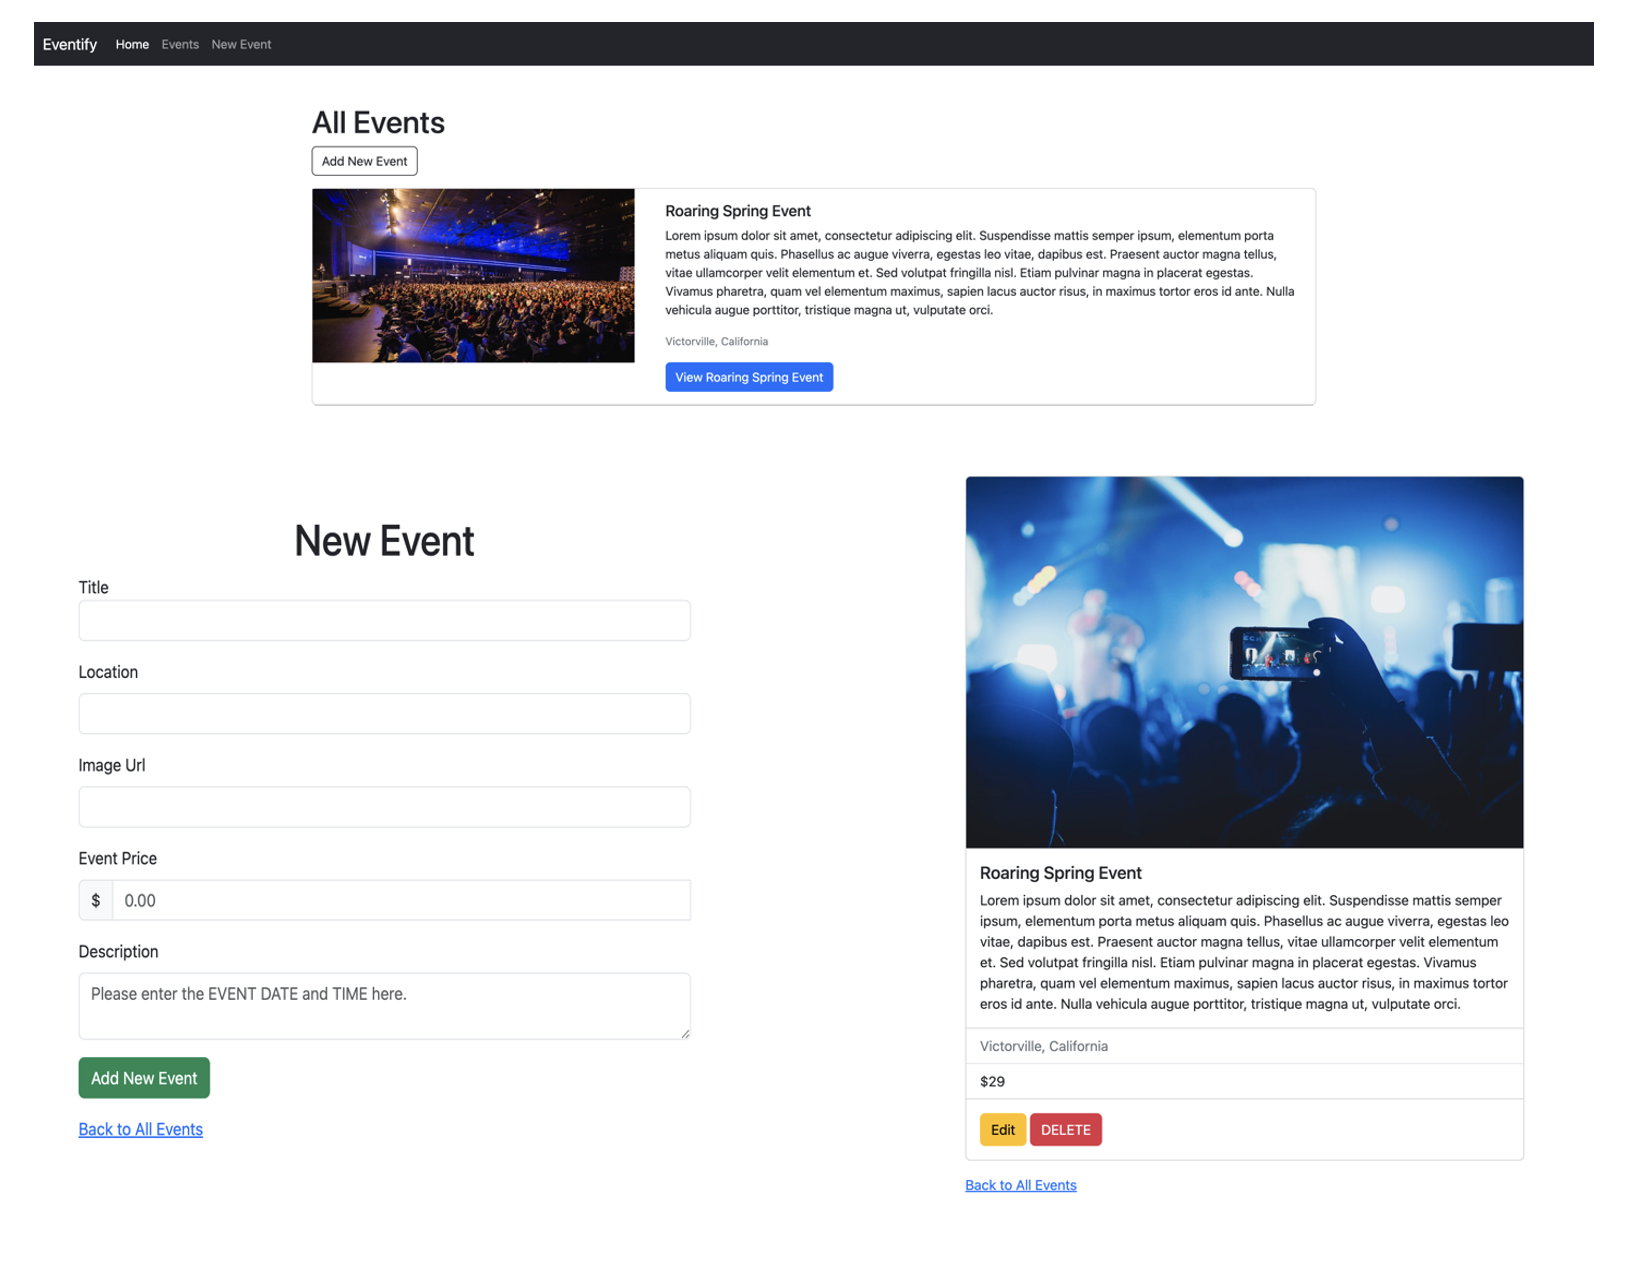 Eventify Home Events New Event
All Events
Add New Event
Roaring Spring Event
Lorem ipsum dolor sit amet, consectetur adipiscing elit. Suspendisse mattis semper ipsum, elementum porta
metus aliquam quis. Phasellus ac augue viverra, egestas leo vitae, dapibus est. Praesent auctor magna tellus,
vitae ullamcorper velit elementum et. Sed volutpat fringilla nisl. Etiam pulvinar magna in placerat egestas.
Vivamus pharetra, quam vel elementum maximus, sapien lacus auctor risus, in maximus tortor eros id ante. Nulla
vehicula augue porttitor, tristique magna ut, vulputate orci.
Victorville, California
View Roaring Spring Event
New Event
Title
Location
Image Url
Event Price
$ 0.00
Description
Please enter the EVENT DATE and TIME here.
Add New Event
Back to All Events
Roaring Spring Event
Lorem ipsum dolor sit amet, consectetur adipiscing elit. Suspendisse mattis semper
ipsum, elementum porta metus aliquam quis. Phasellus ac augue viverra, egestas leo
vitae, dapibus est. Praesent auctor magna tellus, vitae ullamcorper velit elementum
et. Sed volutpat fringilla nisl. Etiam pulvinar magna in placerat egestas. Vivamus
pharetra, quam vel elementum maximus, sapien lacus auctor risus, in maximus tortor
eros id ante. Nulla vehicula augue porttitor, tristique magna ut, vulputate orci.
Victorville, California
$29
Edit DELETE
Back to All Events